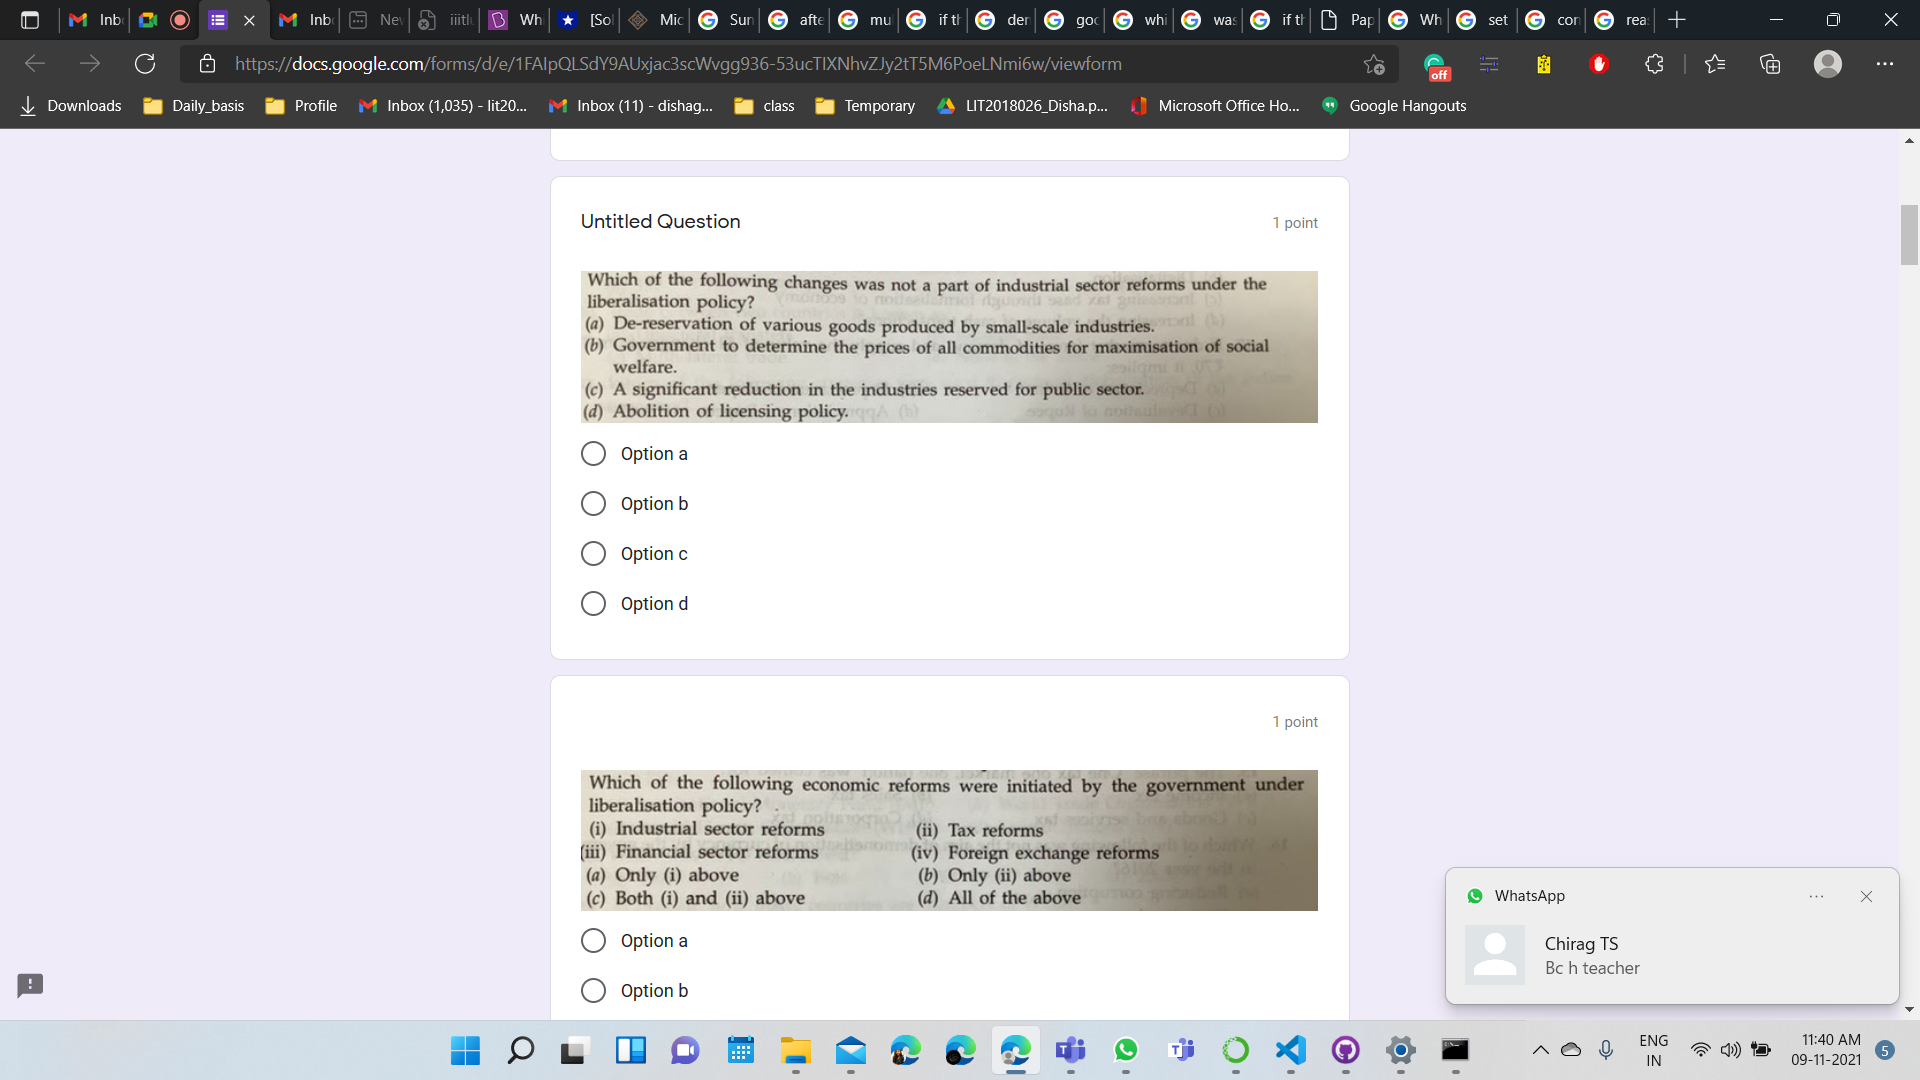 Inb
Inb
Nev
iiitlu
Wh
[Sol
Mic
Sun
afte
mul
if th
der
goo
whi
was
if th
Pap
Wh
set
con
rea
https://docs.google.com/forms/d/e/1FAIpQLSdY9AUxjac3scWvgg936-53ucTIXNhvZJy2tT5M6PoeLNmi6w/viewform
off
Downloads
Daily_basis
Profile
Inbox (1,035) - lit20...
Inbox (11) - dishag...
class
Temporary
LIT2018026_Disha.p...
Microsoft Office Ho...
Google Hangouts
Untitled Question
1 point
Which of the following changes was not a part of industrial sector reforms under the
liberalisation policy?
(a) De-reservation of various goods produced by small-scale industries.
(b) Government to determine the prices of all commodities for maximisation of social
welfare.
(c) A significant reduction in the industries reserved for public sector.
(d) Abolition of licensing policy.
Option a
Option b
Option c
Option d
1 point
Which of the following economic reforms were initiated by the government under
liberalisation policy?
(i) Industrial sector reforms (ii) Tax reforms
(iii) Financial sector reforms (iv) Foreign exchange reforms
(a) Only (i) above (b) Only (ii) above
(c) Both (i) and (ii) above (d) All of the above
Option a
Option b
WhatsApp
Chirag TS
Bc h teacher
ENG
IN
11:40 AM
09-11-2021
5